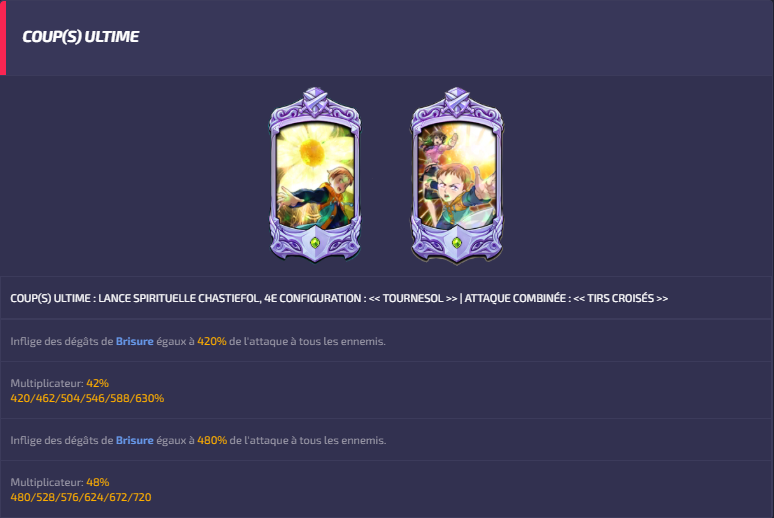 COUP(S) ULTIME
COUP(S) ULTIME : LANCE SPIRITUELLE CHASTIEFOL, 4E CONFIGURATION : << TOURNESOL >> | ATTAQUE COMBINÉE : << TIRS CROISÉS >>
Inflige des dégâts de Brisure égaux à 420% de l'attaque à tous les ennemis.
Multiplicateur: 42%
420/462/504/546/588/630%
Inflige des dégâts de Brisure égaux à 480% de l'attaque à tous les ennemis.
Multiplicateur: 48%
480/528/576/624/672/720